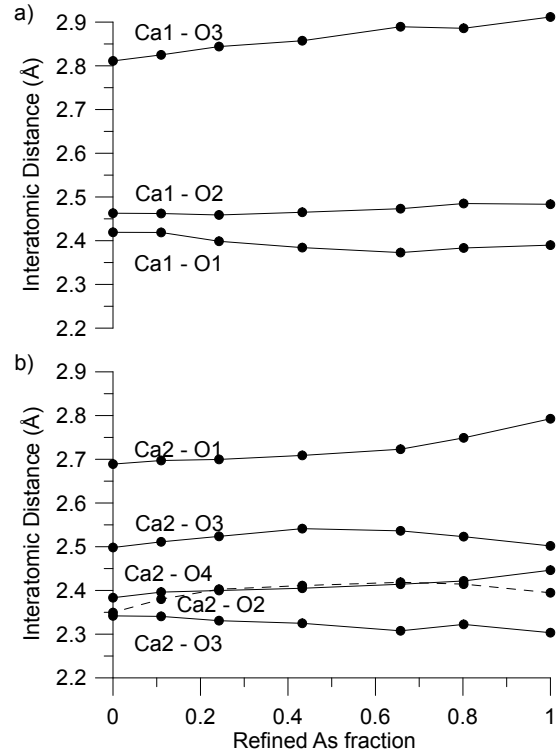 a)
2.9
2.8
2.7
2.6
2.5
2.4
2.3
2.2
Interatomic Distance (Å)
Ca1 - O3
Ca1 - O2
Ca1 - O1
b)
2.9
2.8
2.7
2.6
2.5
2.4
2.3
2.2
Interatomic Distance (Å)
Ca2 - O1
Ca2 - O3
Ca2 - O4
Ca2 - O2
Ca2 - O3
0 0.2 0.4 0.6 0.8 1
Refined As fraction